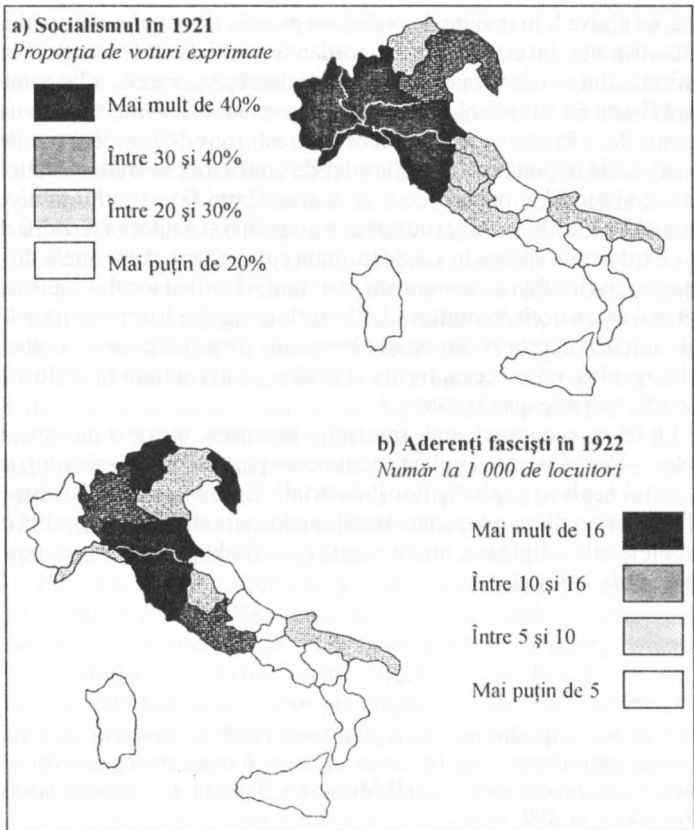 a) Socialismul în 1921
Proporția de voturi exprimate
Mai mult de 40%
Între 30 și 40%
Între 20 și 30%
Mai puțin de 20%
b) Aderari fasciști în 1922
Număr la 1 000 de locuitori
Mai mult de 16
Între 10 și 16
Între 5 și 10
Mai puțin de 5